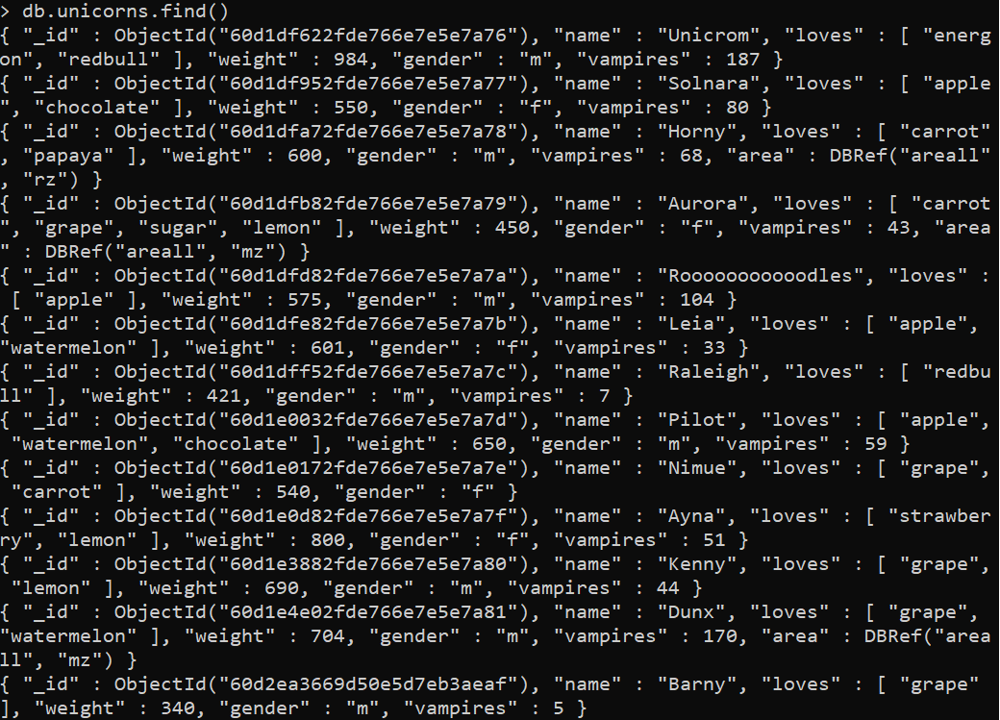 > db.unicorns.find()
{ "_id" : ObjectId("60d1df622fde766e7e5e7a76"), "name" : "Unicrom", "loves" : [ "energ
on", "redbull" ], "weight" : 984, "gender" : "m", "vampires" : 187 }
{ "_id" : ObjectId("60d1df952fde766e7e5e7a77"), "name" : "Solnara", "loves" : [ "apple
", "chocolate" ], "weight" : 550, "gender" : "f", "vampires" : 80 }
{ "_id" : ObjectId("60d1dfa72fde766e7e5e7a78"), "name" : "Horny", "loves" : [ "carrot"
, "papaya" ], "weight" : 600, "gender" : "m", "vampires" : 68, "area" : DBRef("areall"
, "rz") }
{ "_id" : ObjectId("60d1dfb82fde766e7e5e7a79"), "name" : "Aurora", "loves" : [ "carrot
", "grape", "sugar", "lemon" ], "weight" : 450, "gender" : "f", "vampires" : 43, "area
" : DBRef("areall", "mz") }
{ "_id" : ObjectId("60d1dfd82fde766e7e5e7a7a"), "name" : "Roooooooooodles", "loves" :
 [ "apple" ], "weight" : 575, "gender" : "m", "vampires" : 104 }
{ "_id" : ObjectId("60d1dfe82fde766e7e5e7a7b"), "name" : "Leia", "loves" : [ "apple",
"watermelon" ], "weight" : 601, "gender" : "f", "vampires" : 33 }
{ "_id" : ObjectId("60d1dff52fde766e7e5e7a7c"), "name" : "Raleigh", "loves" : [ "redbu
ll" ], "weight" : 421, "gender" : "m", "vampires" : 7 }
{ "_id" : ObjectId("60d1e0032fde766e7e5e7a7d"), "name" : "Pilot", "loves" : [ "apple",
 "watermelon", "chocolate" ], "weight" : 650, "gender" : "m", "vampires" : 59 }
{ "_id" : ObjectId("60d1e0172fde766e7e5e7a7e"), "name" : "Nimue", "loves" : [ "grape",
 "carrot" ], "weight" : 540, "gender" : "f" }
{ "_id" : ObjectId("60d1e0d82fde766e7e5e7a7f"), "name" : "Ayna", "loves" : [ "strawber
ry", "lemon" ], "weight" : 800, "gender" : "f", "vampires" : 51 }
{ "_id" : ObjectId("60d1e3882fde766e7e5e7a80"), "name" : "Kenny", "loves" : [ "grape",
 "lemon" ], "weight" : 690, "gender" : "m", "vampires" : 44 }
{ "_id" : ObjectId("60d1e4e02fde766e7e5e7a81"), "name" : "Dunx", "loves" : [ "grape",
"watermelon" ], "weight" : 704, "gender" : "m", "vampires" : 170, "area" : DBRef("area
ll", "mz") }
{ "_id" : ObjectId("60d2ea3669d50e5d7eb3aeaf"), "name" : "Barny", "loves" : [ "grape"
], "weight" : 340, "gender" : "m", "vampires" : 5 }